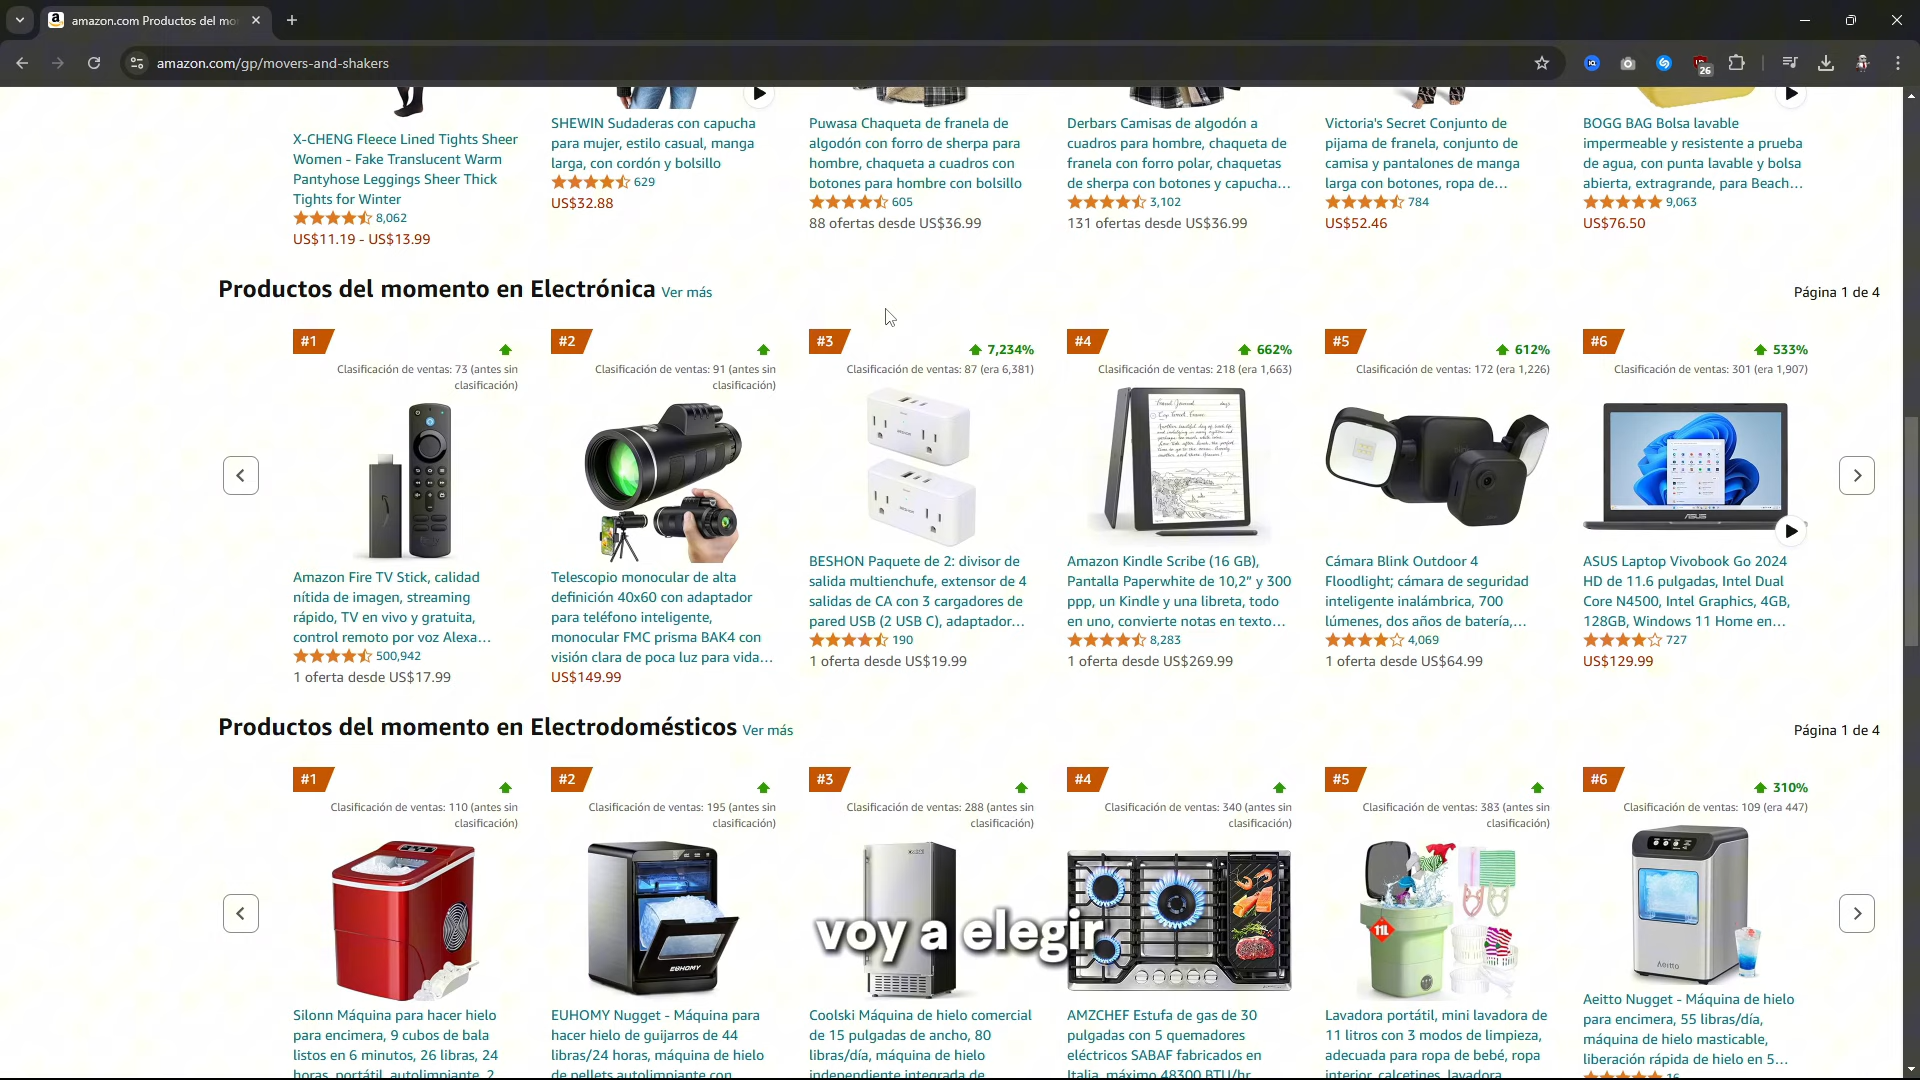 amazon.com Productos del mo
amazon.com/gp/movers-and-shakers
26
X-CHENG Fleece Lined Tights Sheer
Women - Fake Translucent Warm
Pantyhose Leggings Sheer Thick
Tights for Winter
8,062
US$11.19 - US$13.99
SHEWIN Sudaderas con capucha
para mujer, estilo casual, manga
larga, con cordón y bolsillo
629
US$32.88
Puwasa Chaqueta de franela de
algodón con forro de sherpa para
hombre, chaqueta a cuadros con
botones para hombre con bolsillo
605
88 ofertas desde US$36.99
Derbars Camisas de algodón a
cuadros para hombre, chaqueta de
franela con forro polar, chaquetas
de sherpa con botones y capucha...
3,102
131 ofertas desde US$36.99
Victoria's Secret Conjunto de
pijama de franela, conjunto de
camisa y pantalones de manga
larga con botones, ropa de...
784
US$52.46
BOGG BAG Bolsa lavable
impermeable y resistente a prueba
de agua, con punta lavable y bolsa
abierta, extragrande, para Beach...
9,063
US$76.50
Productos del momento en Electrónica Ver más
Página 1 de 4
#1
Clasificación de ventas: 73 (antes sin
clasificación)
Amazon Fire TV Stick, calidad
nítida de imagen, streaming
rápido, TV en vivo y gratuita,
control remoto por voz Alexa...
500,942
1 oferta desde US$17.99
#2
Clasificación de ventas: 91 (antes sin
clasificación)
Telescopio monocular de alta
definición 40x60 con adaptador
para teléfono inteligente,
monocular FMC prisma BAK4 con
visión clara de poca luz para vida...
US$149.99
#3
7,234%
Clasificación de ventas: 87 (era 6,381)
BESHON Paquete de 2: divisor de
salida multienchufe, extensor de 4
salidas de CA con 3 cargadores de
pared USB (2 USB C), adaptador...
190
1 oferta desde US$19.99
#4
662%
Clasificación de ventas: 218 (era 1,663)
Amazon Kindle Scribe (16 GB),
Pantalla Paperwhite de 10,2” y 300
ppp, un Kindle y una libreta, todo
en uno, convierte notas en texto...
8,283
1 oferta desde US$269.99
#5
612%
Clasificación de ventas: 172 (era 1,226)
Cámara Blink Outdoor 4
Floodlight; cámara de seguridad
inteligente inalámbrica, 700
lúmenes, dos años de batería,...
4,069
1 oferta desde US$64.99
#6
533%
Clasificación de ventas: 301 (era 1,907)
ASUS
ASUS Laptop Vivobook Go 2024
HD de 11.6 pulgadas, Intel Dual
Core N4500, Intel Graphics, 4GB,
128GB, Windows 11 Home en...
727
US$129.99
Productos del momento en Electrodomésticos Ver más
Página 1 de 4
#1
Clasificación de ventas: 110 (antes sin
clasificación)
Silonn Máquina para hacer hielo
para encimera, 9 cubos de bala
listos en 6 minutos, 26 libras, 24
horas, portátil, autolimpiante, 2
#2
Clasificación de ventas: 195 (antes sin
clasificación)
EUHOMY
EUHOMY Nugget - Máquina para
hacer hielo de guijarros de 44
libras/24 horas, máquina de hielo
de pellets autolimpiante con
#3
Clasificación de ventas: 288 (antes sin
clasificación)
Coolski Máquina de hielo comercial
de 15 pulgadas de ancho, 80
libras/día, máquina de hielo
independiente integrada de
#4
Clasificación de ventas: 340 (antes sin
clasificación)
AMZCHEF Estufa de gas de 30
pulgadas con 5 quemadores
eléctricos SABAF fabricados en
Italia, máximo 48300 BTU/hr
#5
Clasificación de ventas: 383 (antes sin
clasificación)
11L
Lavadora portátil, mini lavadora de
11 litros con 3 modos de limpieza,
adecuada para ropa de bebé, ropa
interior, calcetines, lavadora
#6
310%
Clasificación de ventas: 109 (era 447)
Aeitto
Aeitto Nugget - Máquina de hielo
para encimera, 55 libras/día,
máquina de hielo masticable,
liberación rápida de hielo en 5...
16
voy a elegir